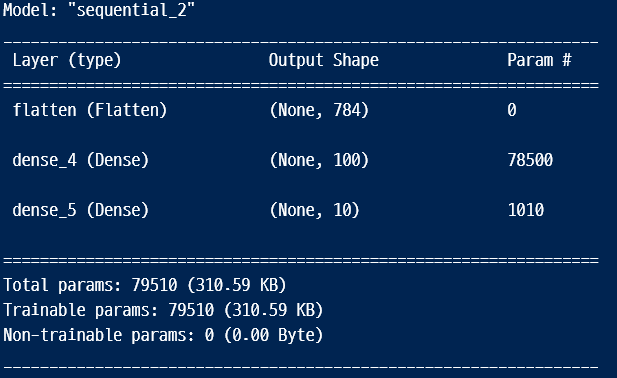 Model: "sequential_2"
_________________________________________________________________
Layer (type) Output Shape Param #
=================================================================
flatten (Flatten) (None, 784) 0
dense_4 (Dense) (None, 100) 78500
dense_5 (Dense) (None, 10) 1010
=================================================================
Total params: 79510 (310.59 KB)
Trainable params: 79510 (310.59 KB)
Non-trainable params: 0 (0.00 Byte)
_________________________________________________________________